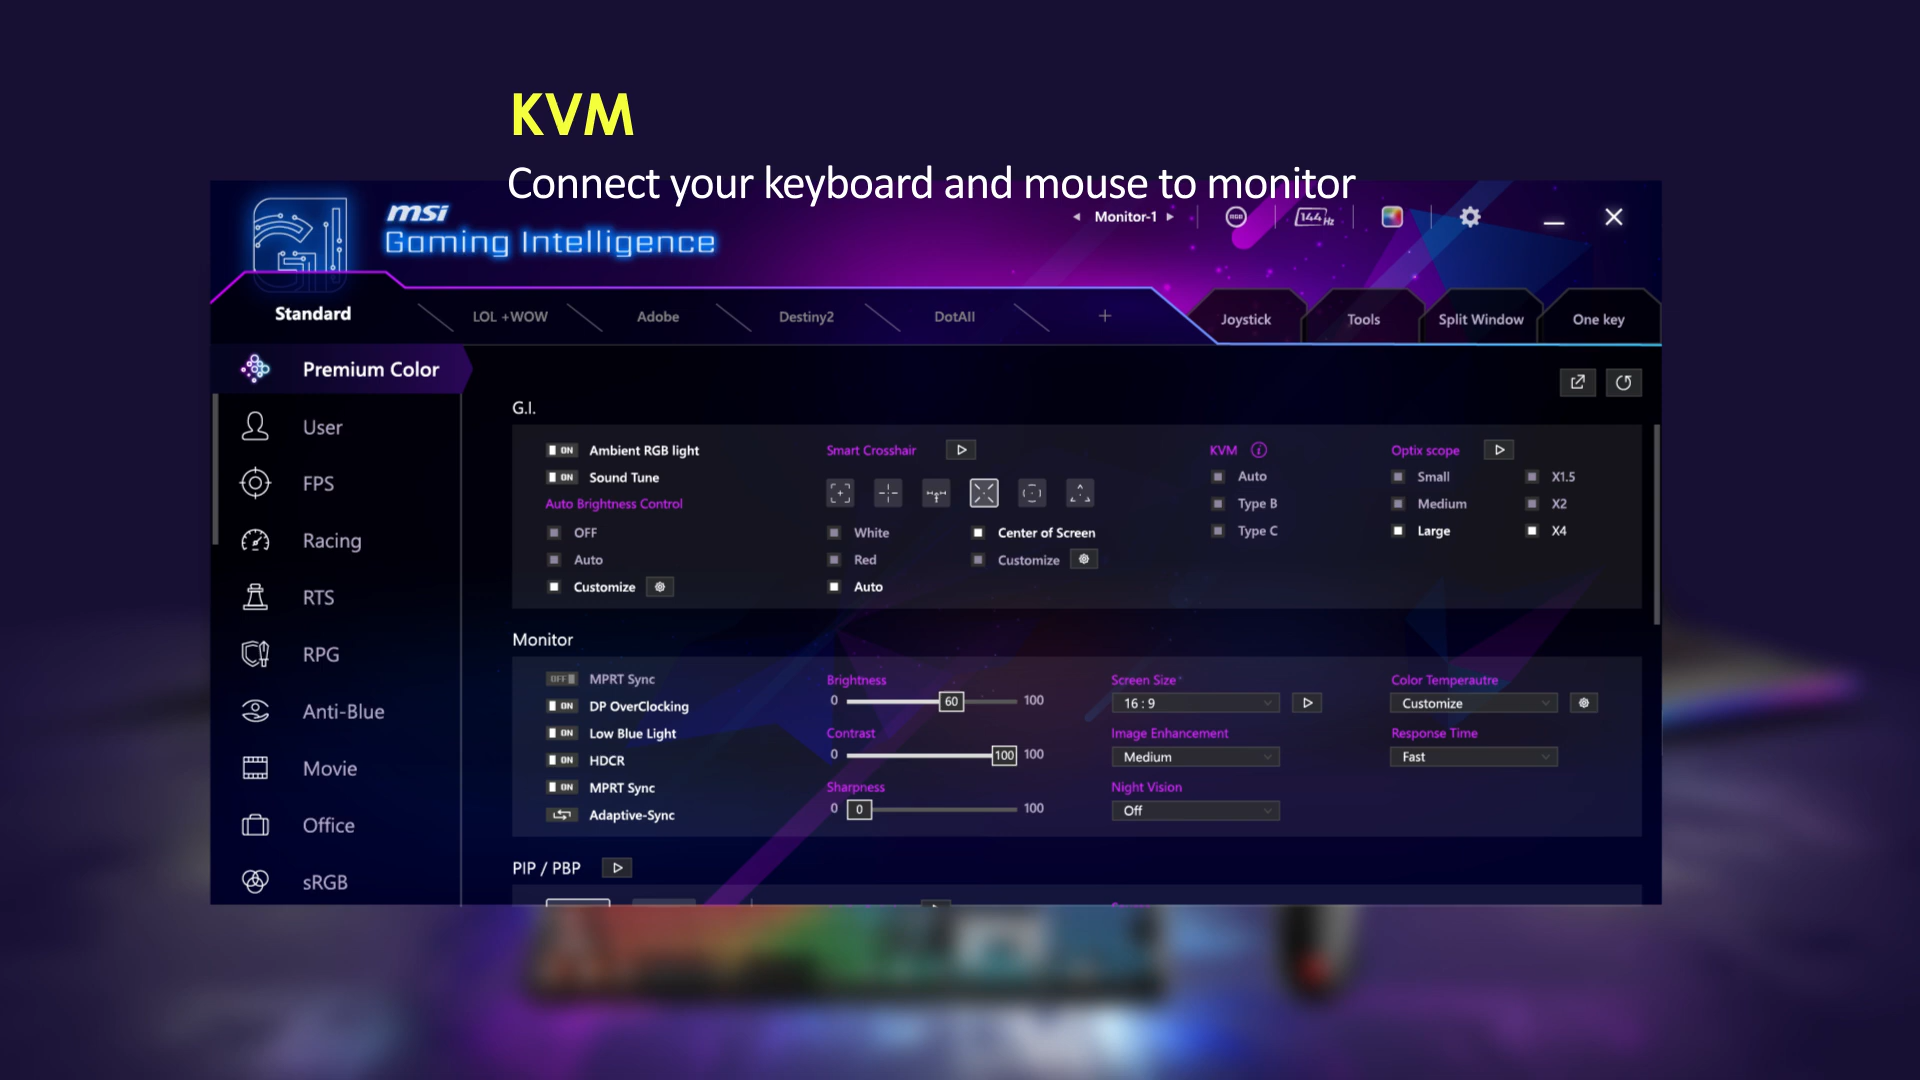 KVM
Connect your keyboard and mouse to monitor
msi
Gaming Intelligence
Monitor-1
RGB
144Hz
Standard
LOL +WOW
Adobe
Destiny2
DotAII
+
Joystick
Tools
Split Window
One key
Premium Color
User
FPS
Racing
RTS
RPG
Anti-Blue
Movie
Office
sRGB
G.I.
ON Ambient RGB light
ON Sound Tune
Auto Brightness Control
OFF
Auto
Customize
Smart Crosshair
White
Red
Auto
Center of Screen
Customize
KVM i
Auto
Type B
Type C
Optix scope
Small
Medium
Large
X1.5
X2
X4
Monitor
OFF MPRT Sync
ON DP OverClocking
ON Low Blue Light
ON HDCR
ON MPRT Sync
Adaptive-Sync
Brightness
0 60 100
Contrast
0 100 100
Sharpness
0 0 100
Screen Size*
16 : 9
Image Enhancement
Medium
Night Vision
Off
Color Temperautre
Customize
Response Time
Fast
PIP / PBP